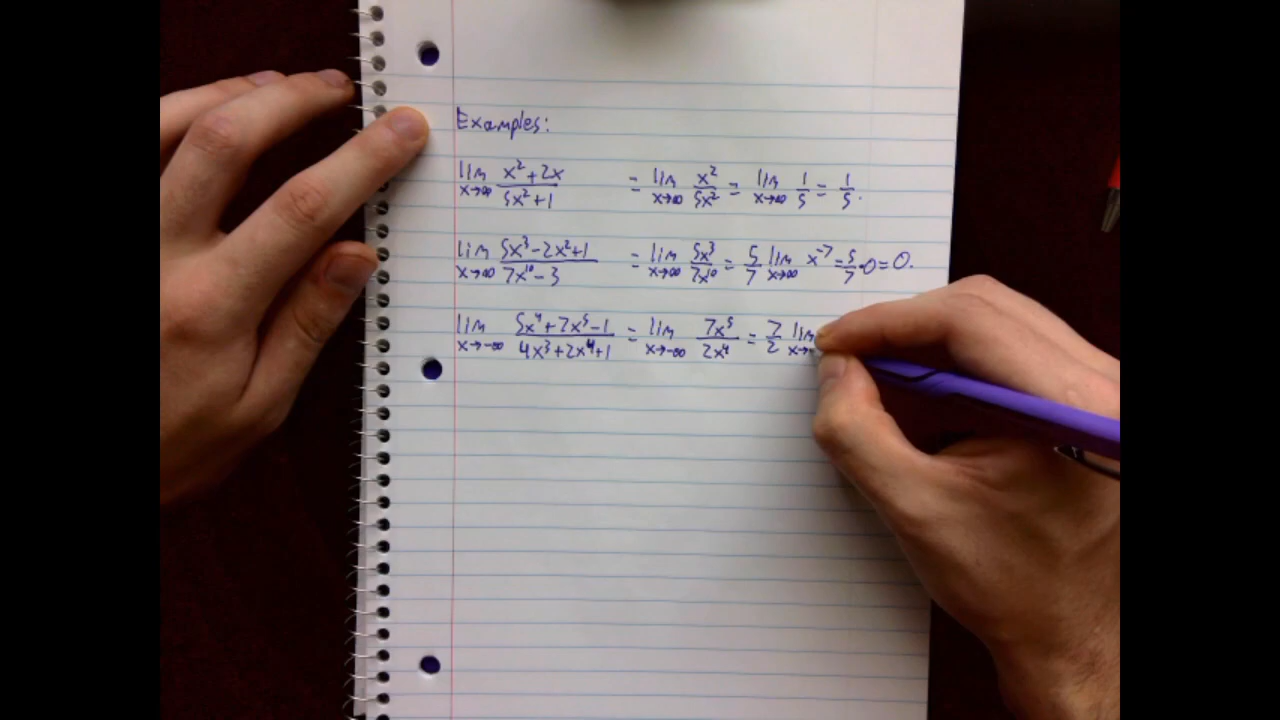 Examples:
lim x→∞ (x² + 2x)/(5x² + 1) = lim x→∞ x²/5x² = lim x→∞ 1/5 = 1/5.
lim x→∞ (5x³ − 2x² + 1)/(7x¹⁰ − 3) = lim x→∞ 5x³/7x¹⁰ = 5/7 lim x→∞ x⁻⁷ = 5/7 • 0 = 0.
lim x→−∞ (5x⁴ + 7x⁵ − 1)/(4x³ + 2x⁴ + 1) = lim x→−∞ 7x⁵/2x⁴ = 7/2 lim x→